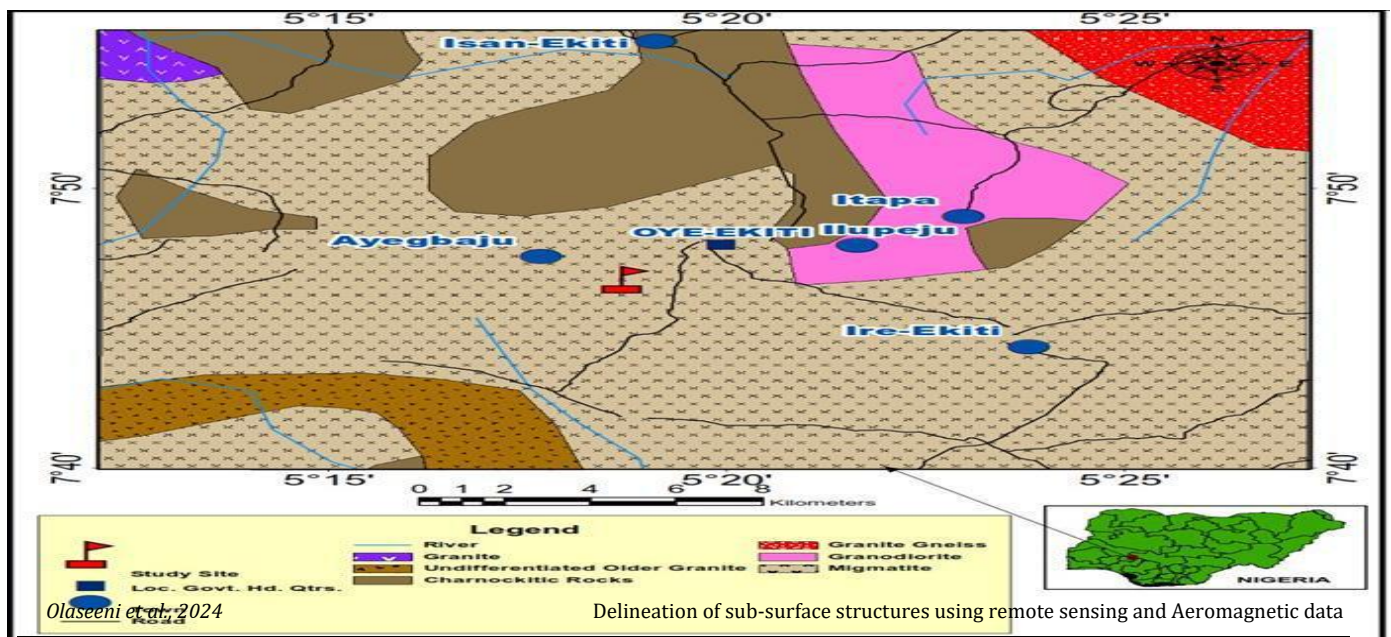 5°15' 5°20' 5°25'
Isan-Ekiti
7°50' 7°50'
Itapa
Ayegbaju OYE-EKITI Ilupeju
Ire-Ekiti
7°40' 7°40'
5°15' 5°20' 5°25'
0 1 2 4 6 8
Kilometers
Legend
Study Site
Loc. Govt. Hd. Qtrs.
Road
River
Granite
Undifferentiated Older Granite
Charnockitic Rocks
Granite Gneiss
Granodiorite
Migmatite
NIGERIA
Olaseeni et al., 2024 Delineation of sub-surface structures using remote sensing and Aeromagnetic data